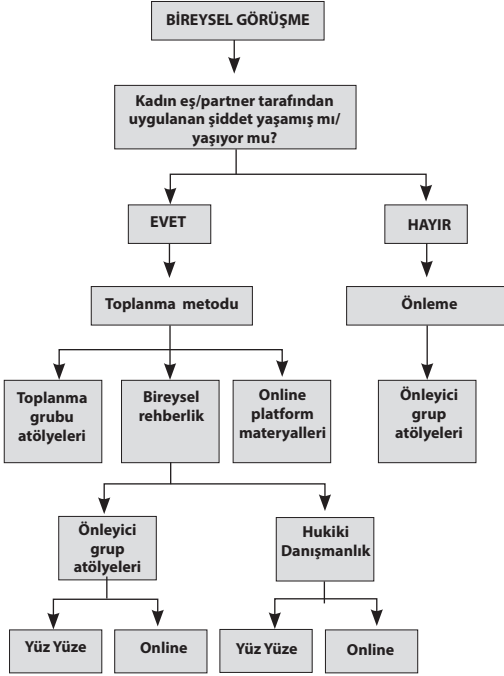 BİREYSEL GÖRÜŞME
Kadın eş/partner tarafından
uygulanan şiddet yaşamış mı/
yaşıyor mu?
EVET
HAYIR
Toplanma metodu
Önleme
Toplanma
grubu
atölyeleri
Bireysel
rehberlik
Online
platform
materyalleri
Önleyici
grup
atölyeleri
Önleyici
grup
atölyeleri
Hukiki
Danışmanlık
Yüz Yüze
Online
Yüz Yüze
Online